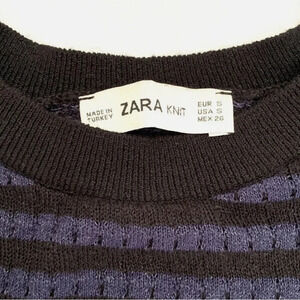 MADE IN
TURKEY
ZARA KNIT
EUR S
USA S
MEX 26